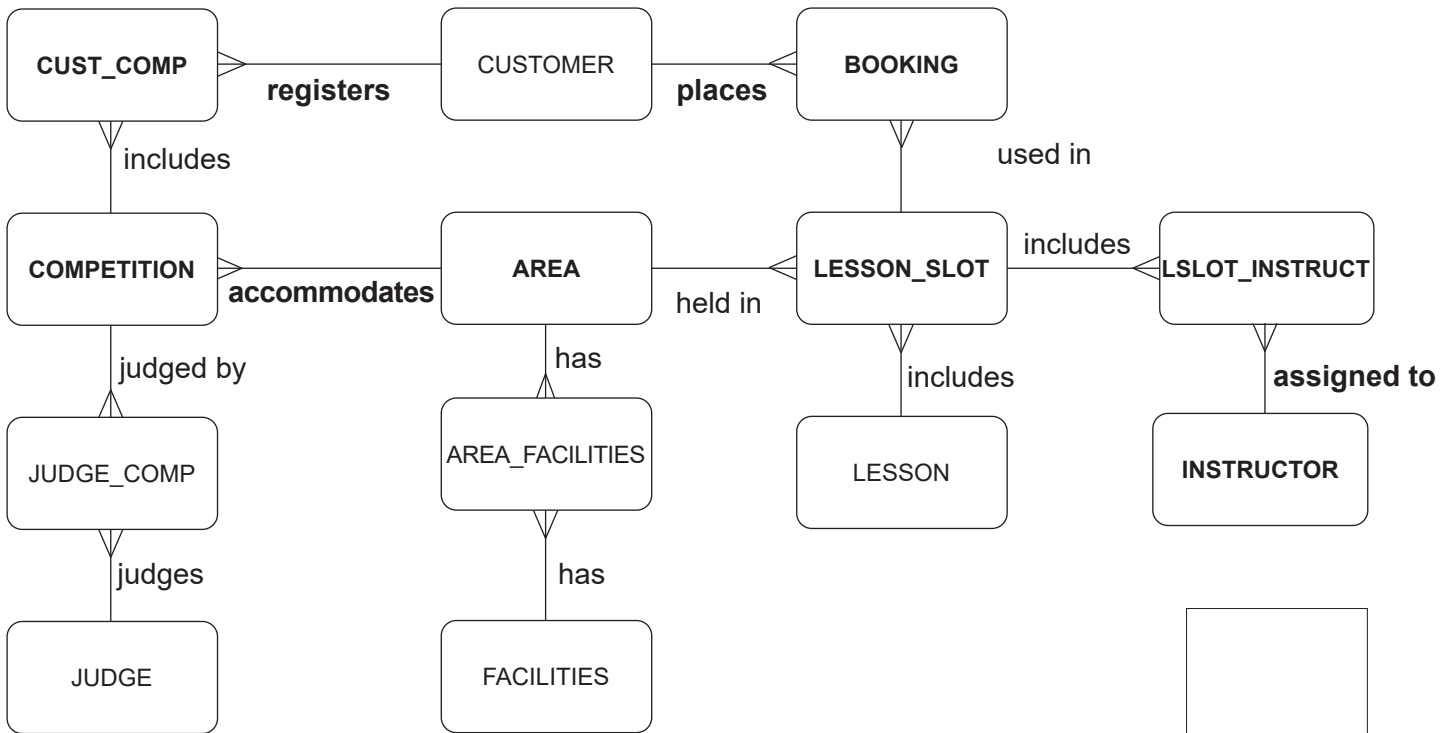 CUST_COMP
registers
CUSTOMER
places
BOOKING
includes
used in
COMPETITION
accommodates
AREA
held in
LESSON_SLOT
includes
LSLOT_INSTRUCT
judged by
has
includes
assigned to
JUDGE_COMP
AREA_FACILITIES
LESSON
INSTRUCTOR
judges
has
JUDGE
FACILITIES